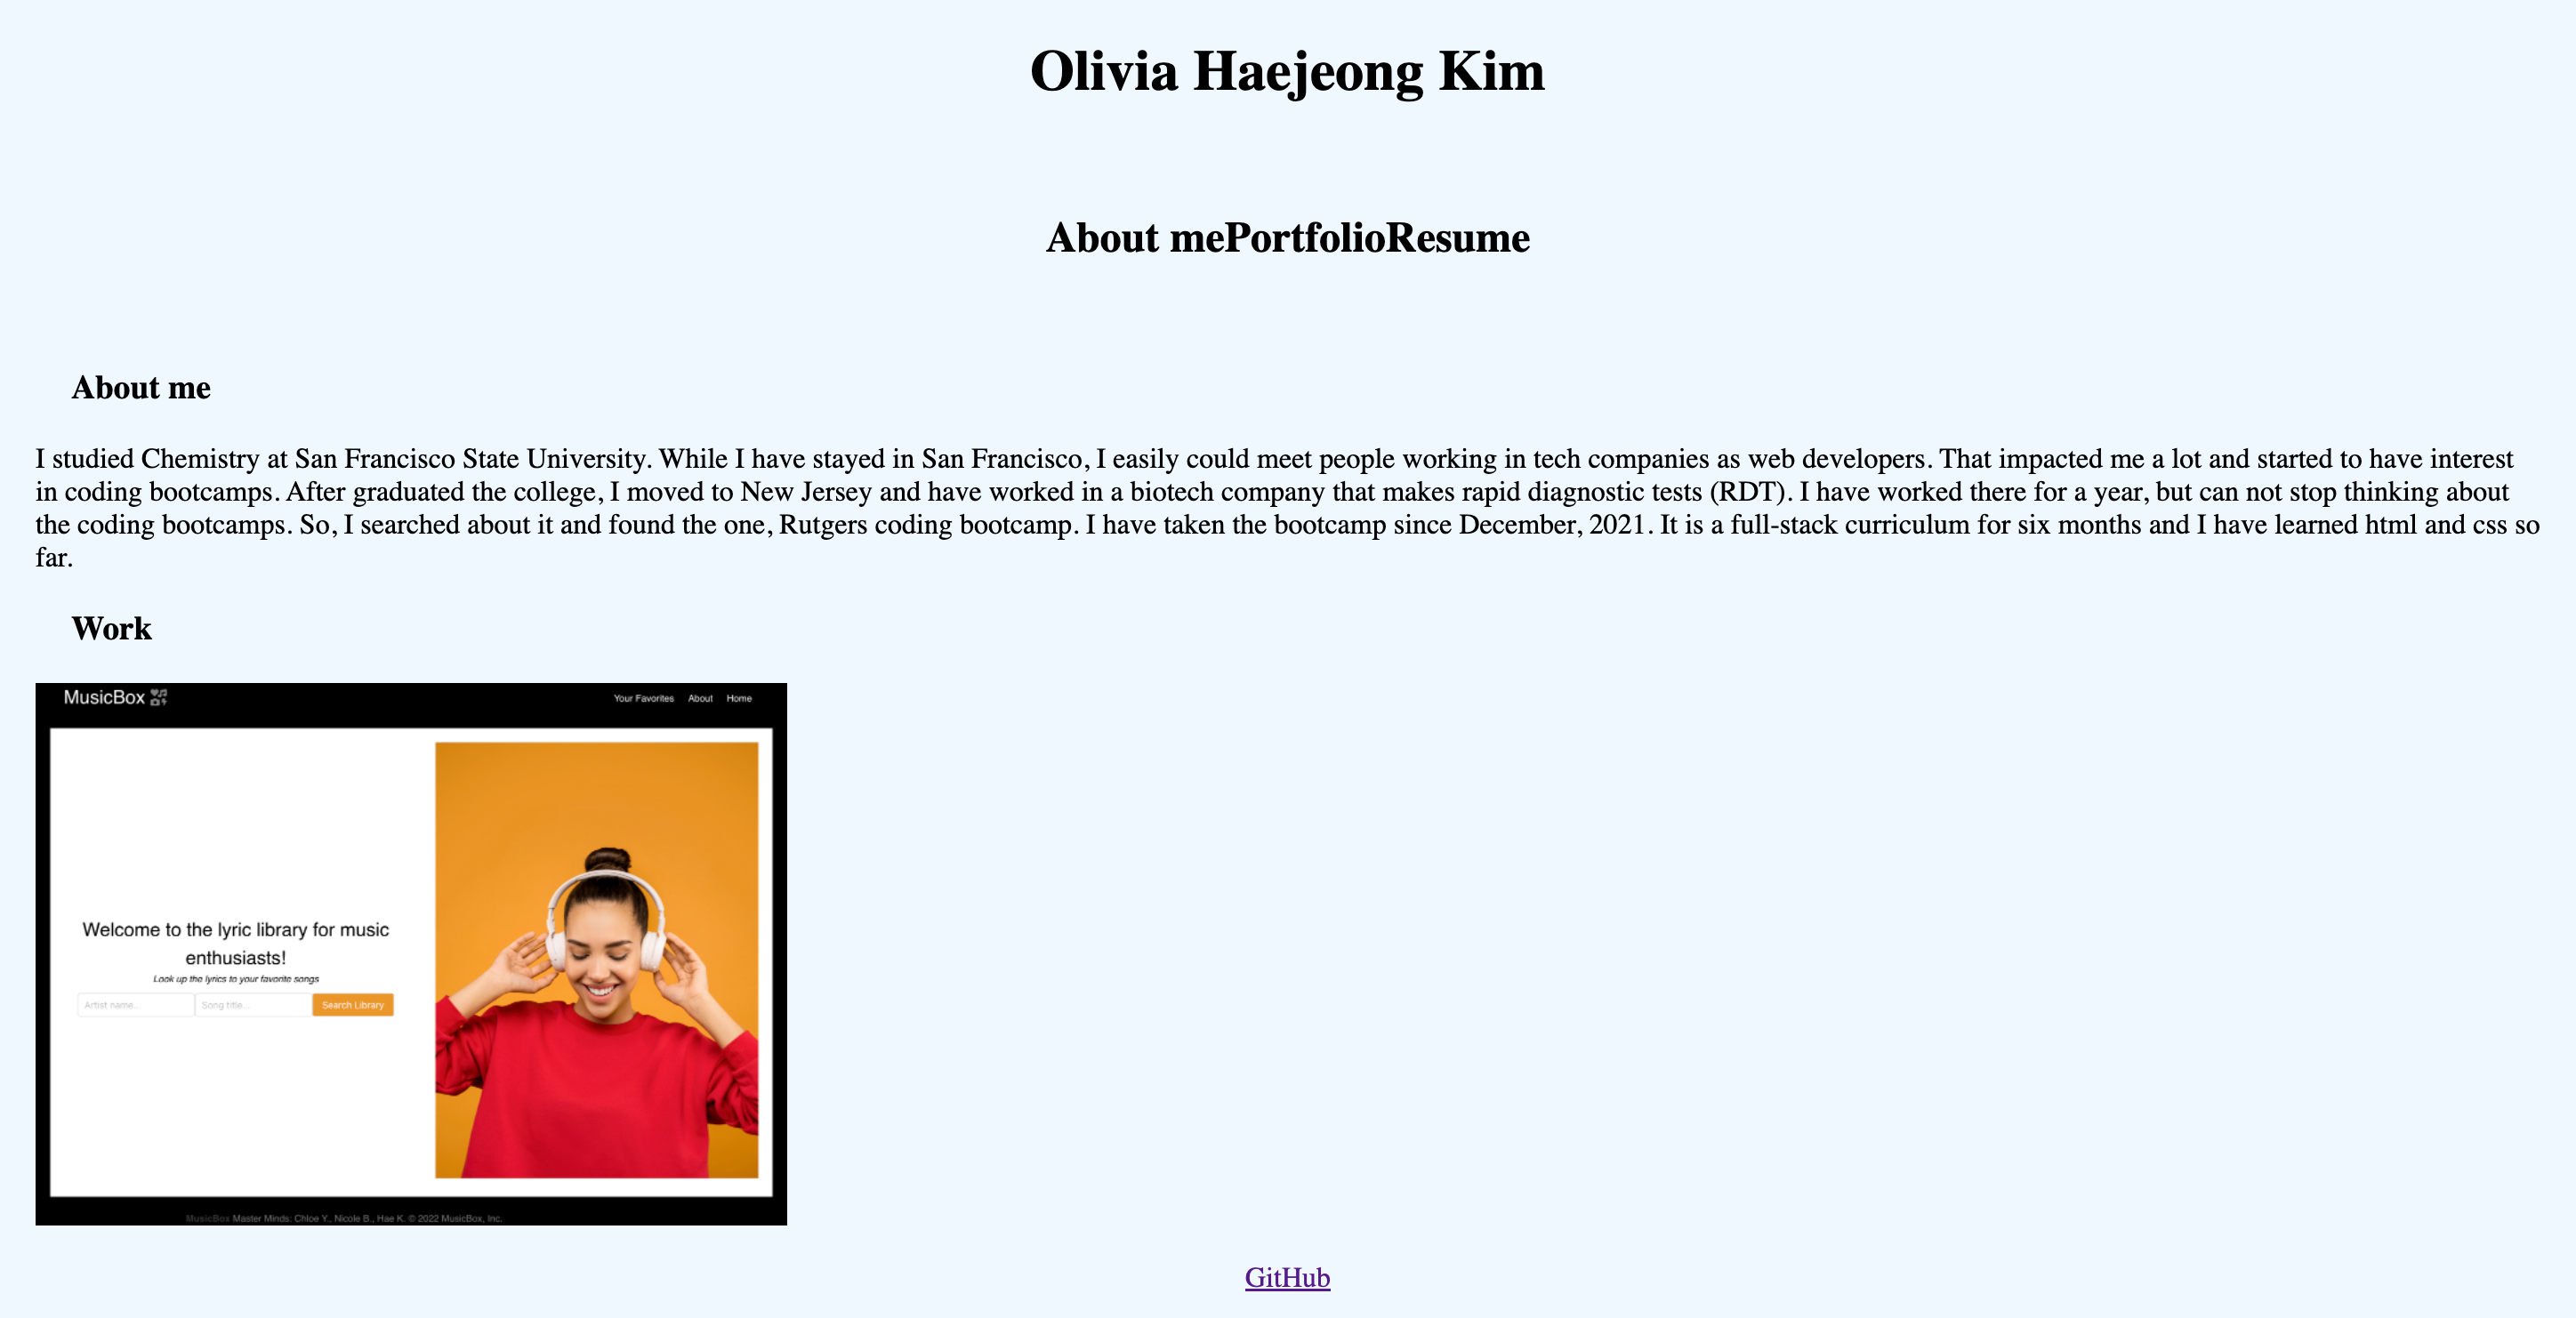 Olivia Haejeong Kim
About mePortfolioResume
About me
I studied Chemistry at San Francisco State University. While I have stayed in San Francisco, I easily could meet people working in tech companies as web developers. That impacted me a lot and started to have interest
in coding bootcamps. After graduated the college, I moved to New Jersey and have worked in a biotech company that makes rapid diagnostic tests (RDT). I have worked there for a year, but can not stop thinking about
the coding bootcamps. So, I searched about it and found the one, Rutgers coding bootcamp. I have taken the bootcamp since December, 2021. It is a full-stack curriculum for six months and I have learned html and css so
far.
Work
MusicBox Your Favorites About Home
Welcome to the lyric library for music
enthusiasts!
Look up the lyrics to your favorite songs
Artist name... Song title... Search Library
MusicBox Master Minds: Chloe Y., Nicole B., Hae K. © 2022 MusicBox, Inc.
GitHub